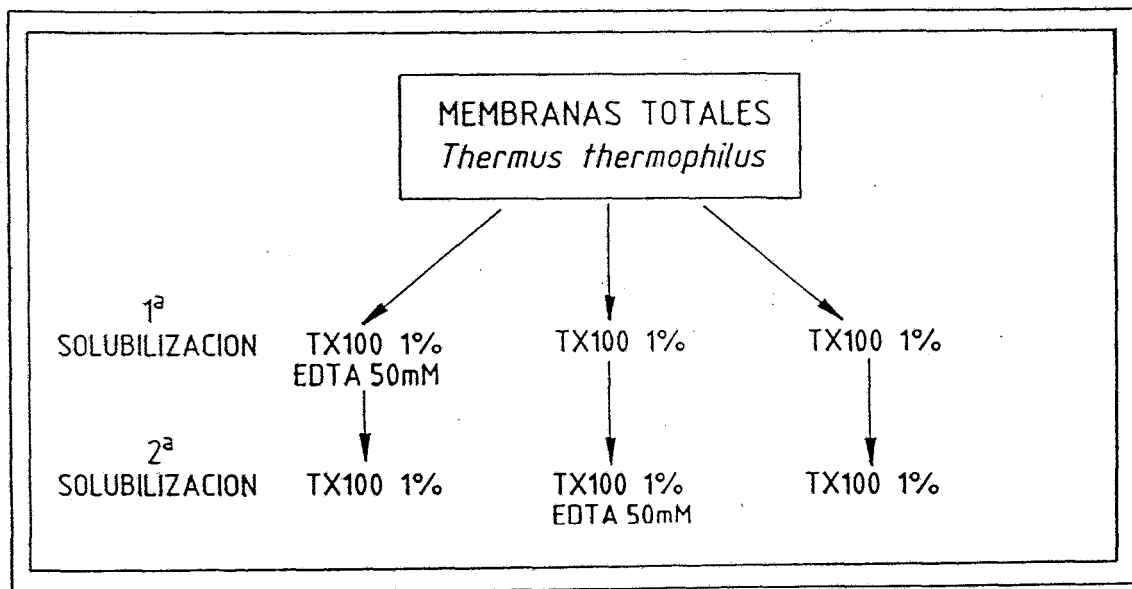 MEMBRANAS TOTALES
Thermus thermophilus
1ª
SOLUBILIZACION TX100 1% TX100 1% TX100 1%
EDTA 50mM
2ª
SOLUBILIZACION TX100 1% TX100 1% TX100 1%
EDTA 50mM